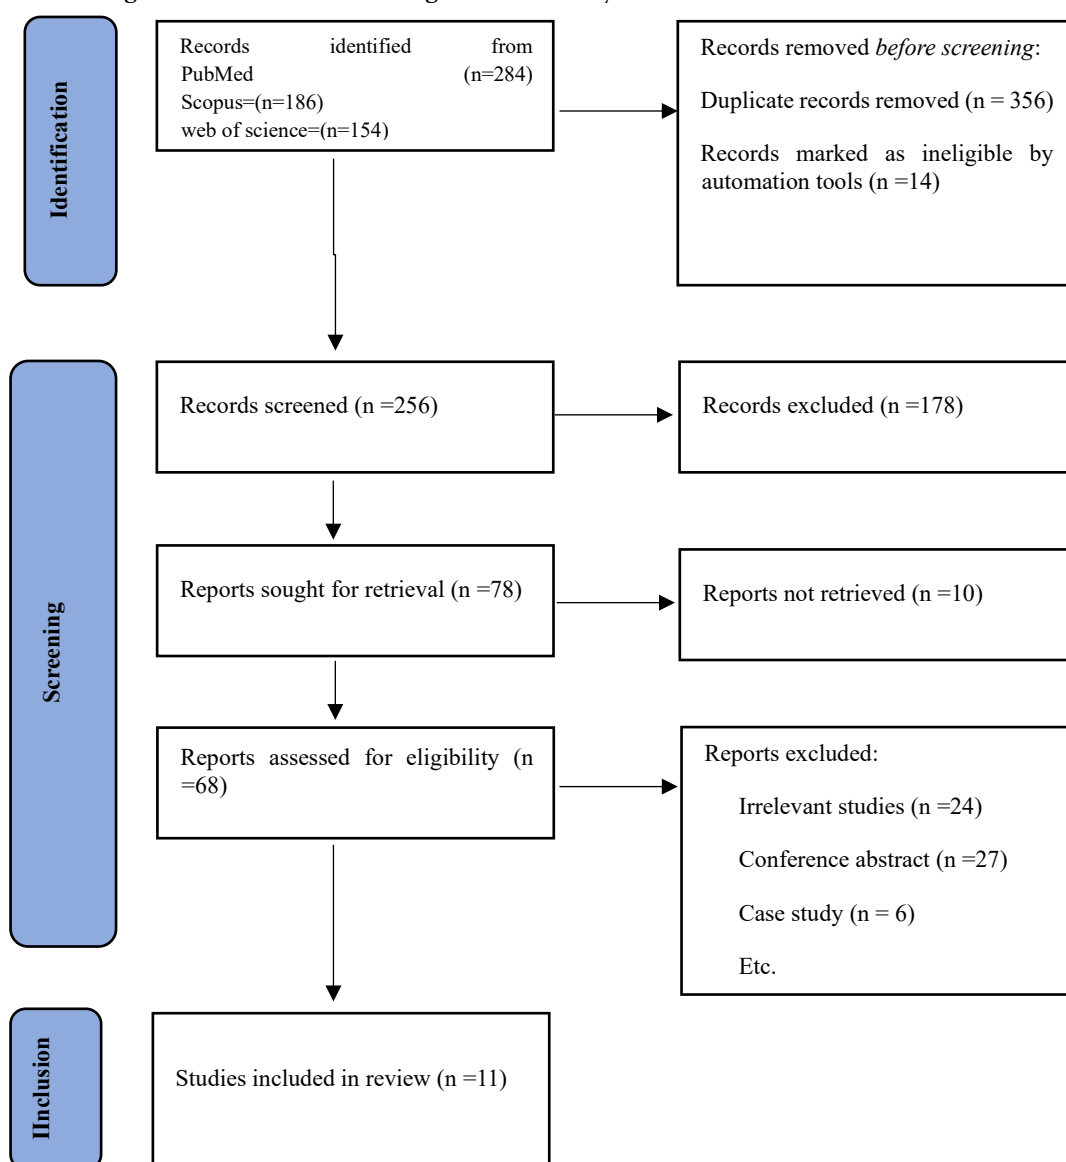 Identification
Records identified from
PubMed (n=284)
Scopus=(n=186)
web of science=(n=154)
Records removed before screening:
Duplicate records removed (n = 356)
Records marked as ineligible by
automation tools (n =14)
Screening
Records screened (n =256)
Records excluded (n =178)
Reports sought for retrieval (n =78)
Reports not retrieved (n =10)
Reports assessed for eligibility (n
=68)
Reports excluded:
Irrelevant studies (n =24)
Conference abstract (n =27)
Case study (n = 6)
Etc.
IInclusion
Studies included in review (n =11)